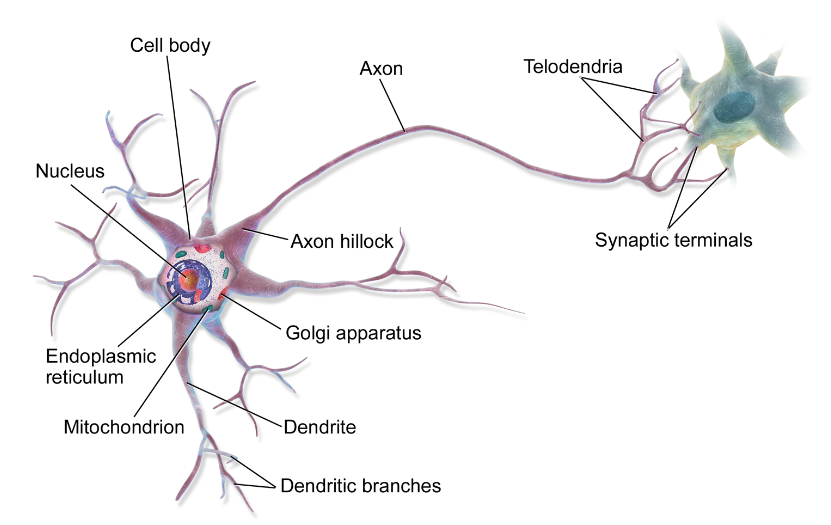 Cell body
Axon
Telodendria
Nucleus
Axon hillock
Synaptic terminals
Golgi apparatus
Endoplasmic
reticulum
Mitochondrion
Dendrite
Dendritic branches